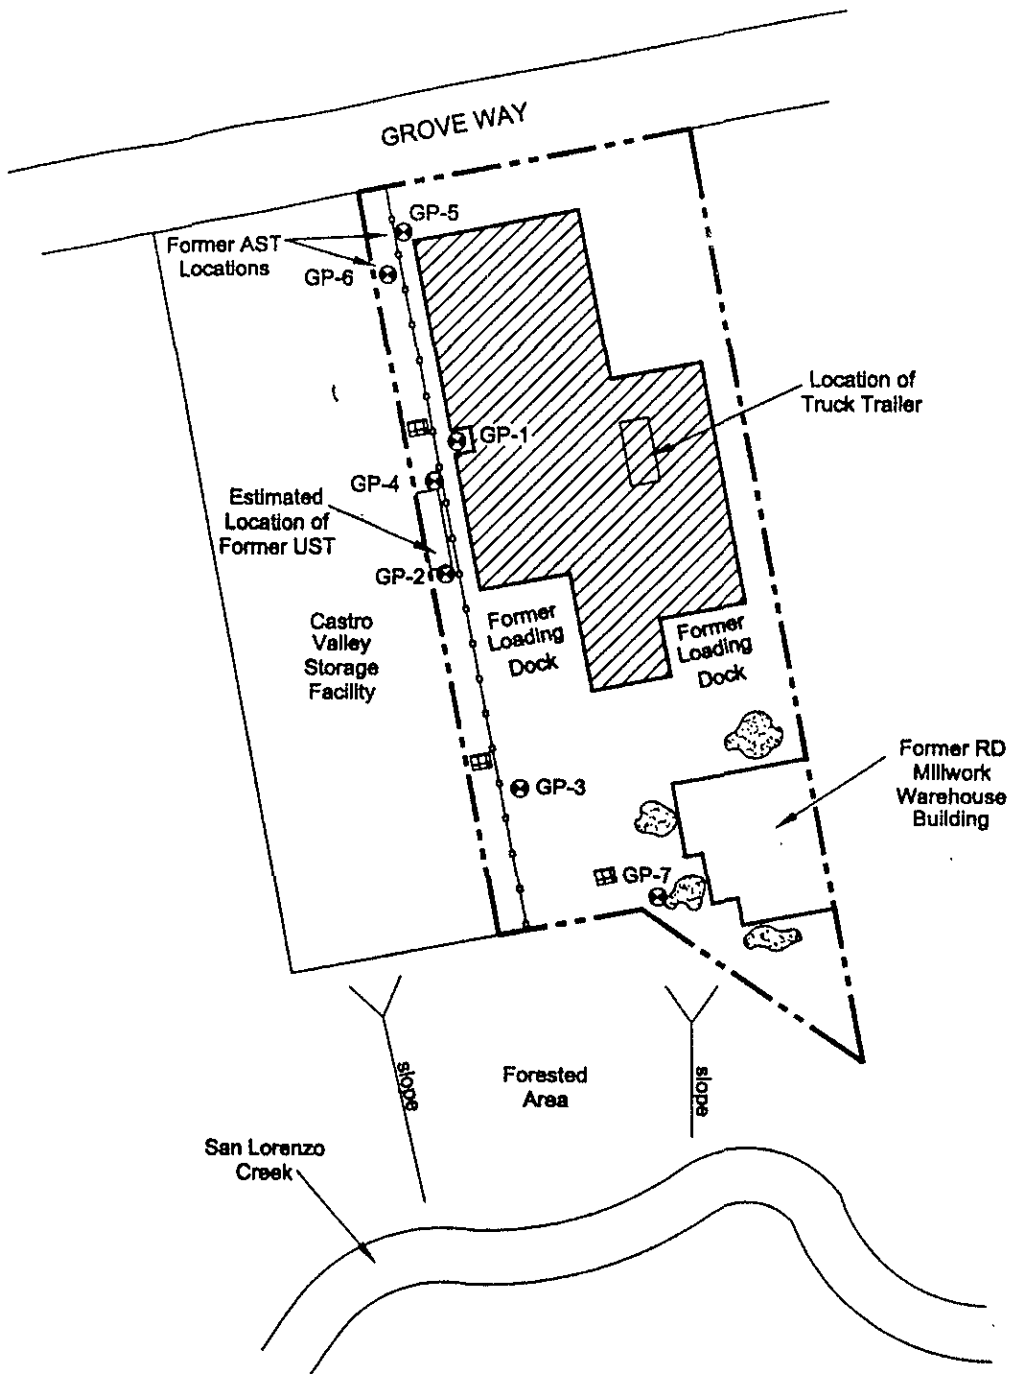 GROVE WAY
GP-5
Former AST
Locations
GP-6
Location of
Truck Trailer
GP-1
GP-4
Estimated
Location of
Former UST
GP-2
Castro
Valley
Storage
Facility
Former
Loading
Dock
Former
Loading
Dock
GP-3
Former RD
Millwork
Warehouse
Building
GP-7
slope
Forested
Area
slope
San Lorenzo
Creek